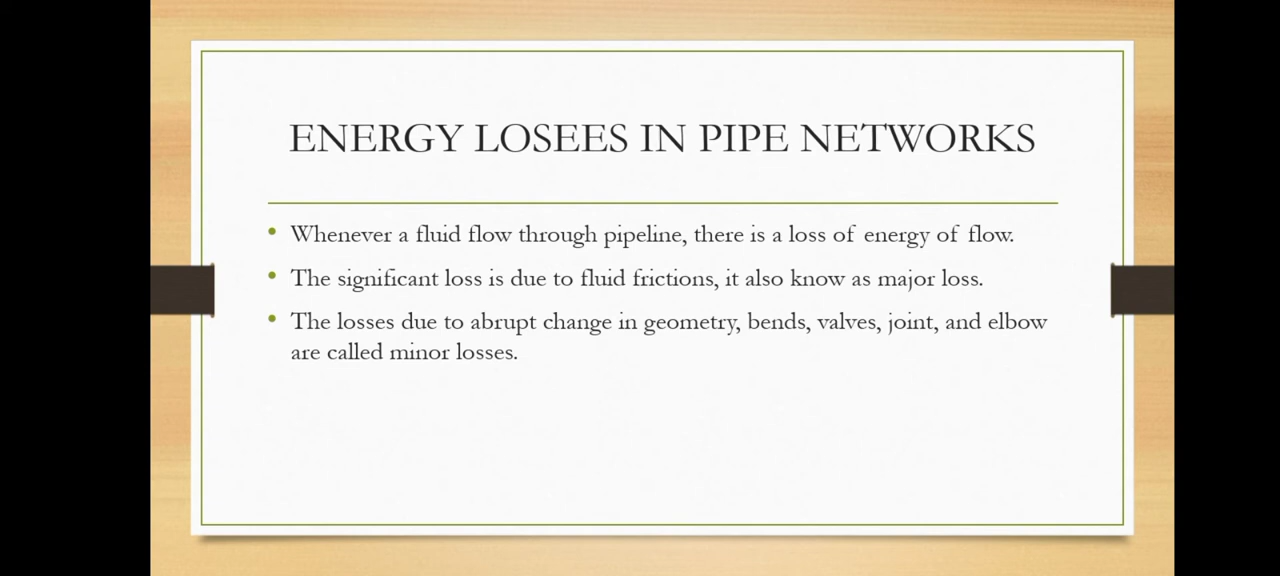 ENERGY LOSEES IN PIPE NETWORKS
• Whenever a fluid flow through pipeline, there is a loss of energy of flow.
• The significant loss is due to fluid frictions, it also know as major loss.
• The losses due to abrupt change in geometry, bends, valves, joint, and elbow
are called minor losses.